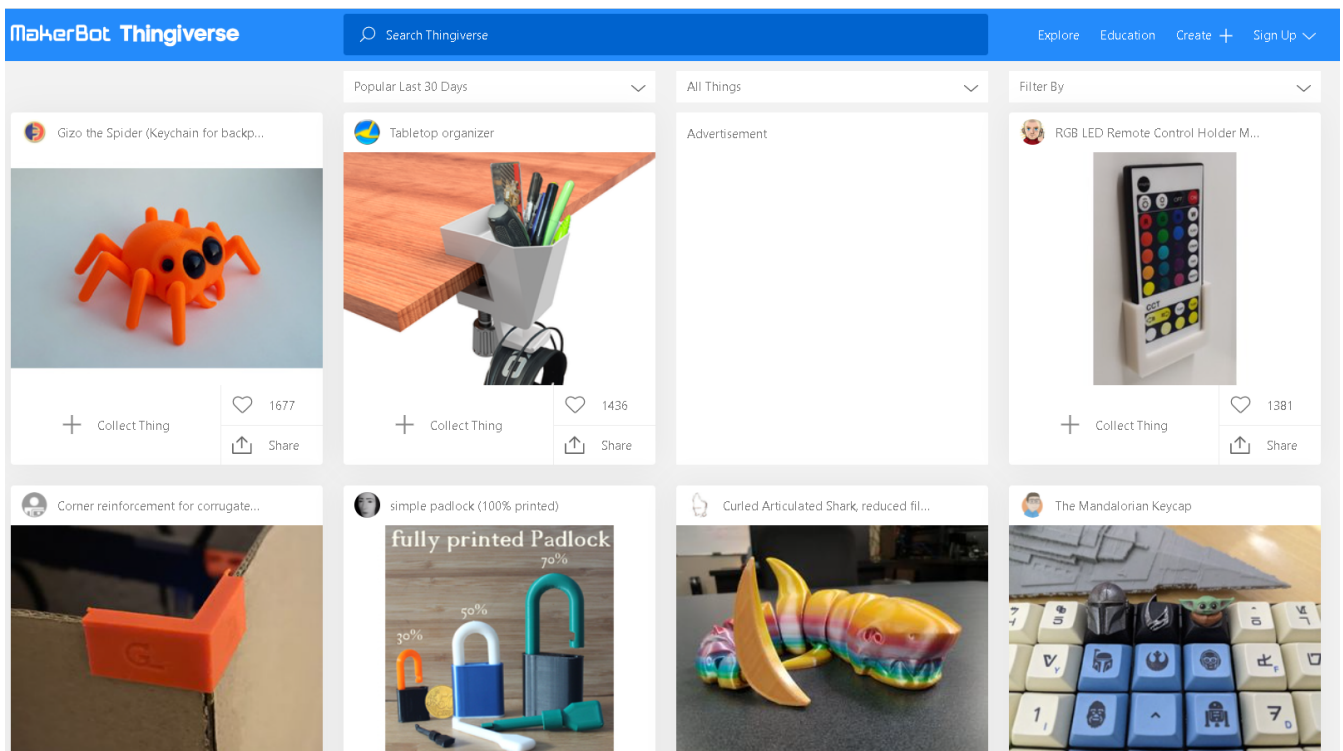 MakerBot Thingiverse
Search Thingiverse
Explore
Education
Create
Sign Up
Popular Last 30 Days
All Things
Filter By
Gizo the Spider (Keychain for backp...
Tabletop organizer
Advertisement
RGB LED Remote Control Holder M...
CCT
Collect Thing
1677
Share
Collect Thing
1436
Share
Collect Thing
1381
Share
Corner reinforcement for corrugate...
simple padlock (100% printed)
Curled Articulated Shark, reduced fil...
The Mandalorian Keycap
GL
fully printed Padlock
70%
50%
30%